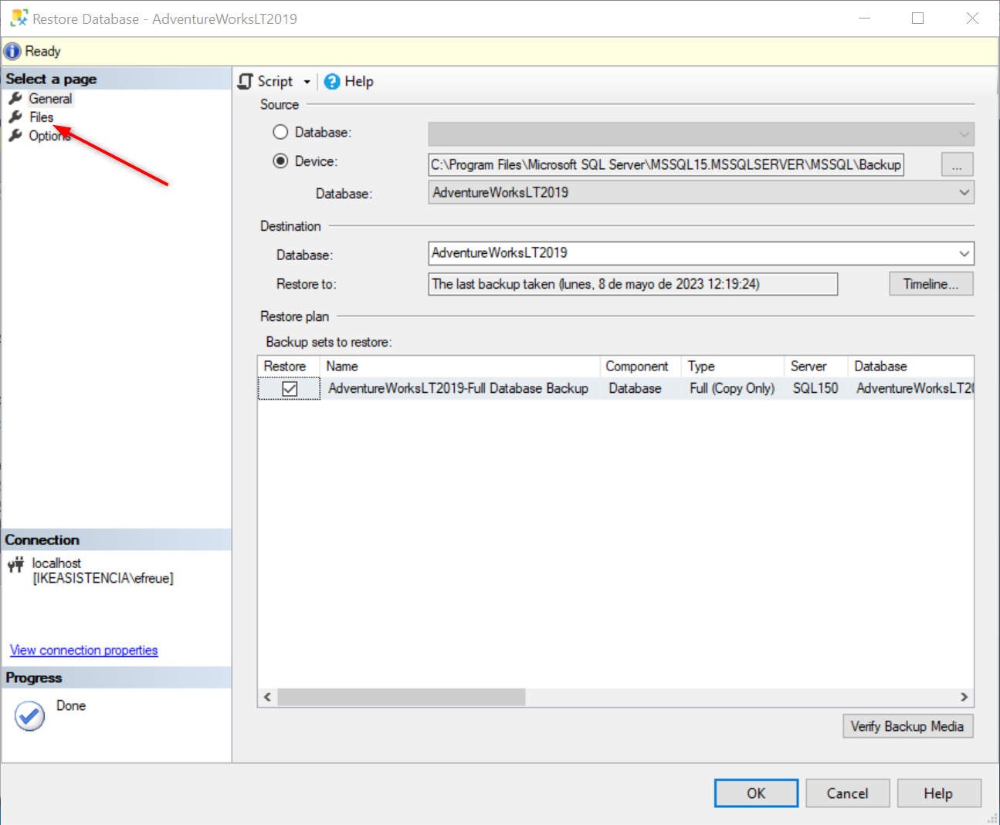 Restore Database - AdventureWorksLT2019
Ready
Select a page
General
Files
Options
Script
Help
Source
Database:
Device:
C:\Program Files\Microsoft SQL Server\MSSQL15.MSSQLSERVER\MSSQL\Backup
...
Database:
AdventureWorksLT2019
Destination
Database:
AdventureWorksLT2019
Restore to:
The last backup taken (lunes, 8 de mayo de 2023 12:19:24)
Timeline...
Restore plan
Backup sets to restore:
Restore Name Component Type Server Database
AdventureWorksLT2019-Full Database Backup Database Full (Copy Only) SQL150 AdventureWorksLT20
Connection
localhost
[IKEASISTENCIA\efreue]
View connection properties
Progress
Done
Verify Backup Media
OK Cancel Help